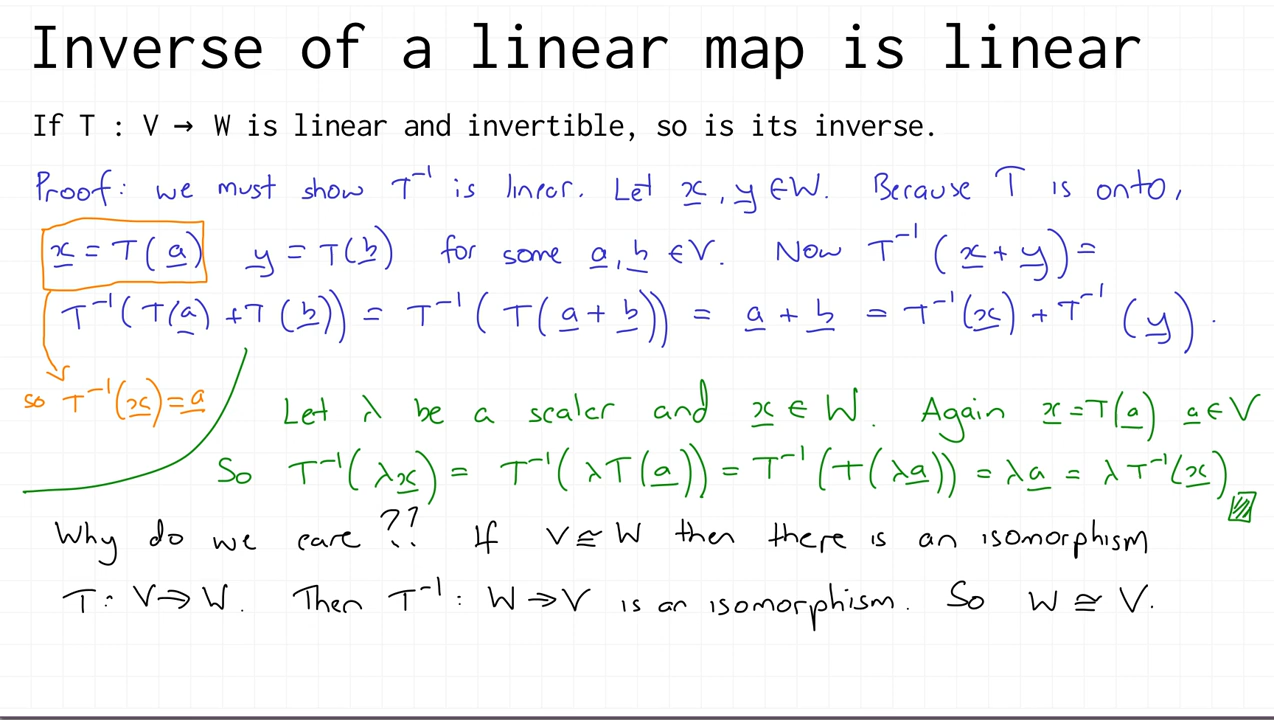 Inverse of a linear map is linear
If T : V → W is linear and invertible, so is its inverse.
Proof: we must show T⁻¹ is linear. Let x, y ∈ W. Because T is onto,
x = T(a) y = T(b) for some a, b ∈ V. Now T⁻¹(x + y) =
T⁻¹(T(a) + T(b)) = T⁻¹(T(a + b)) = a + b = T⁻¹(x) + T⁻¹(y).
so T⁻¹(x) = a
Let λ be a scalar and x ∈ W. Again x = T(a) a ∈ V
So T⁻¹(λx) = T⁻¹(λT(a)) = T⁻¹(T(λa)) = λa = λT⁻¹(x)
Why do we care?? If V ≅ W then there is an isomorphism
T: V → W. Then T⁻¹: W → V is an isomorphism. So W ≅ V.